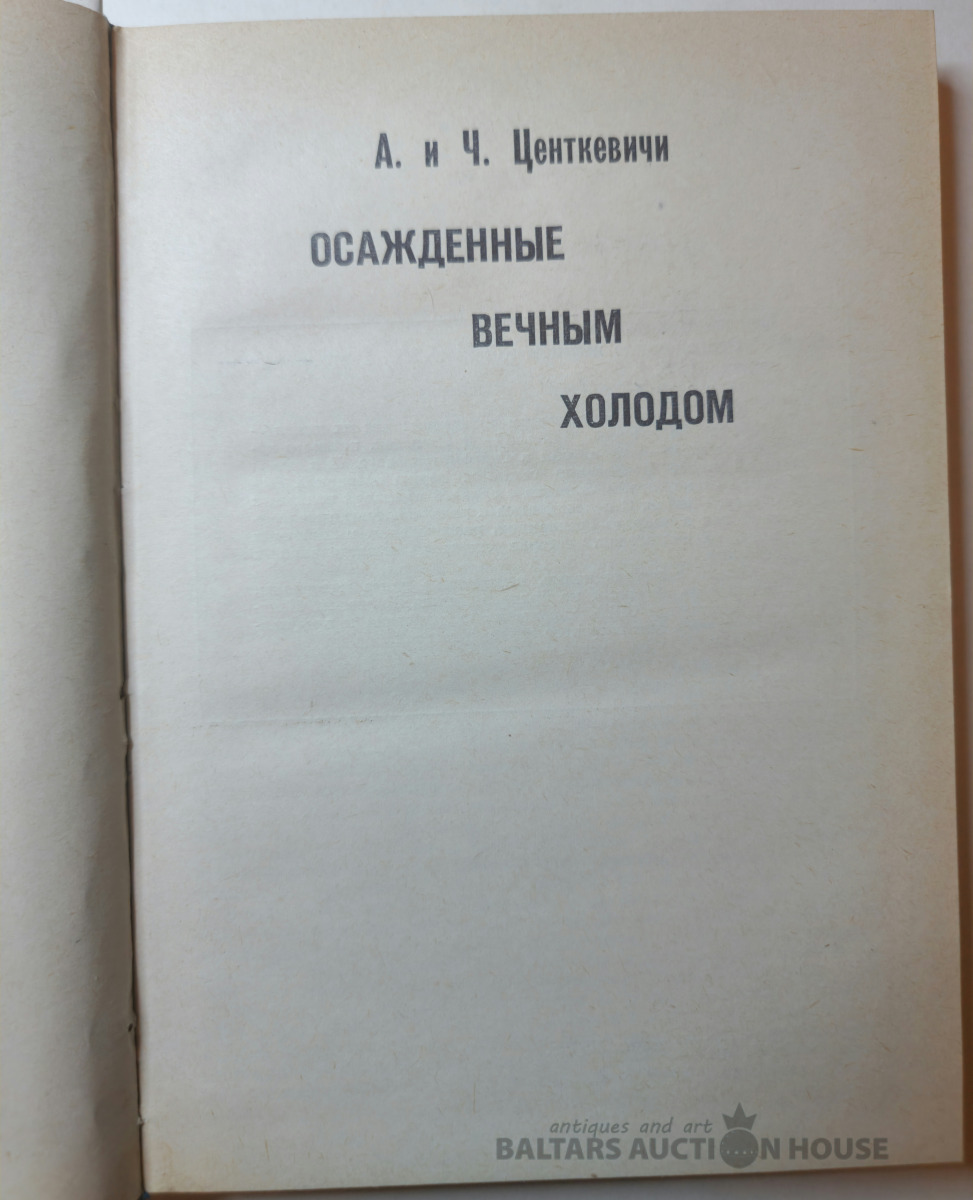 А. и Ч. Центкевичи
ОСАЖДЕННЫЕ
ВЕЧНЫМ
ХОЛОДОМ
antiques and art
BALTARS AUCTION HOUSE